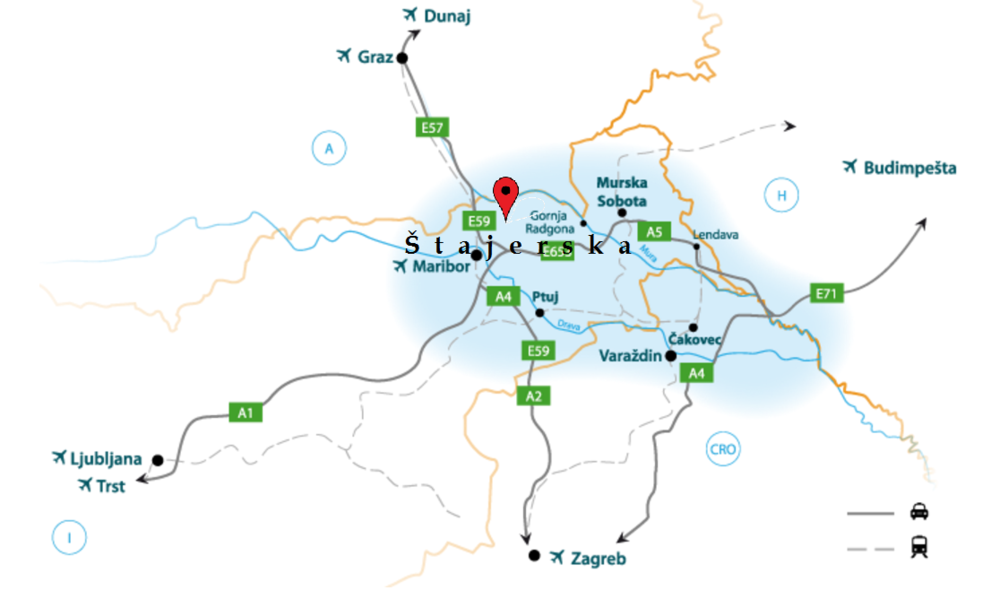 Dunaj
Graz
E57
A
Budimpešta
H
Murska
Sobota
Gornja
Radgona
E59
A5
Lendava
Štajerska
E653
Mura
Maribor
A4
Ptuj
E71
Drava
Čakovec
E59
Varaždin
A4
A2
A1
CRO
Ljubljana
Trst
I
Zagreb